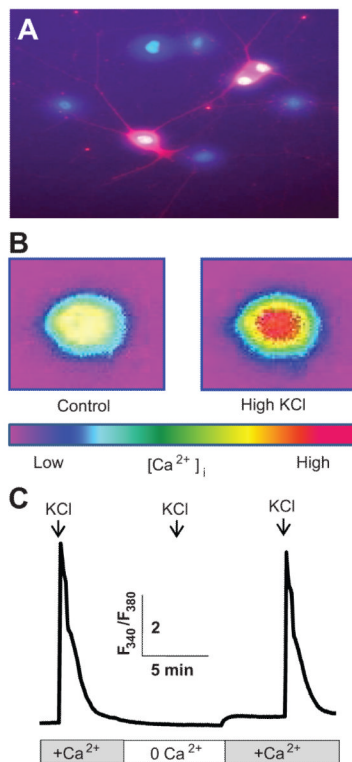 A
B
Control High KCl
Low [Ca²⁺]ᵢ High
C
KCl KCl KCl
F₃₄₀/F₃₈₀
2
5 min
+Ca²⁺ 0 Ca²⁺ +Ca²⁺